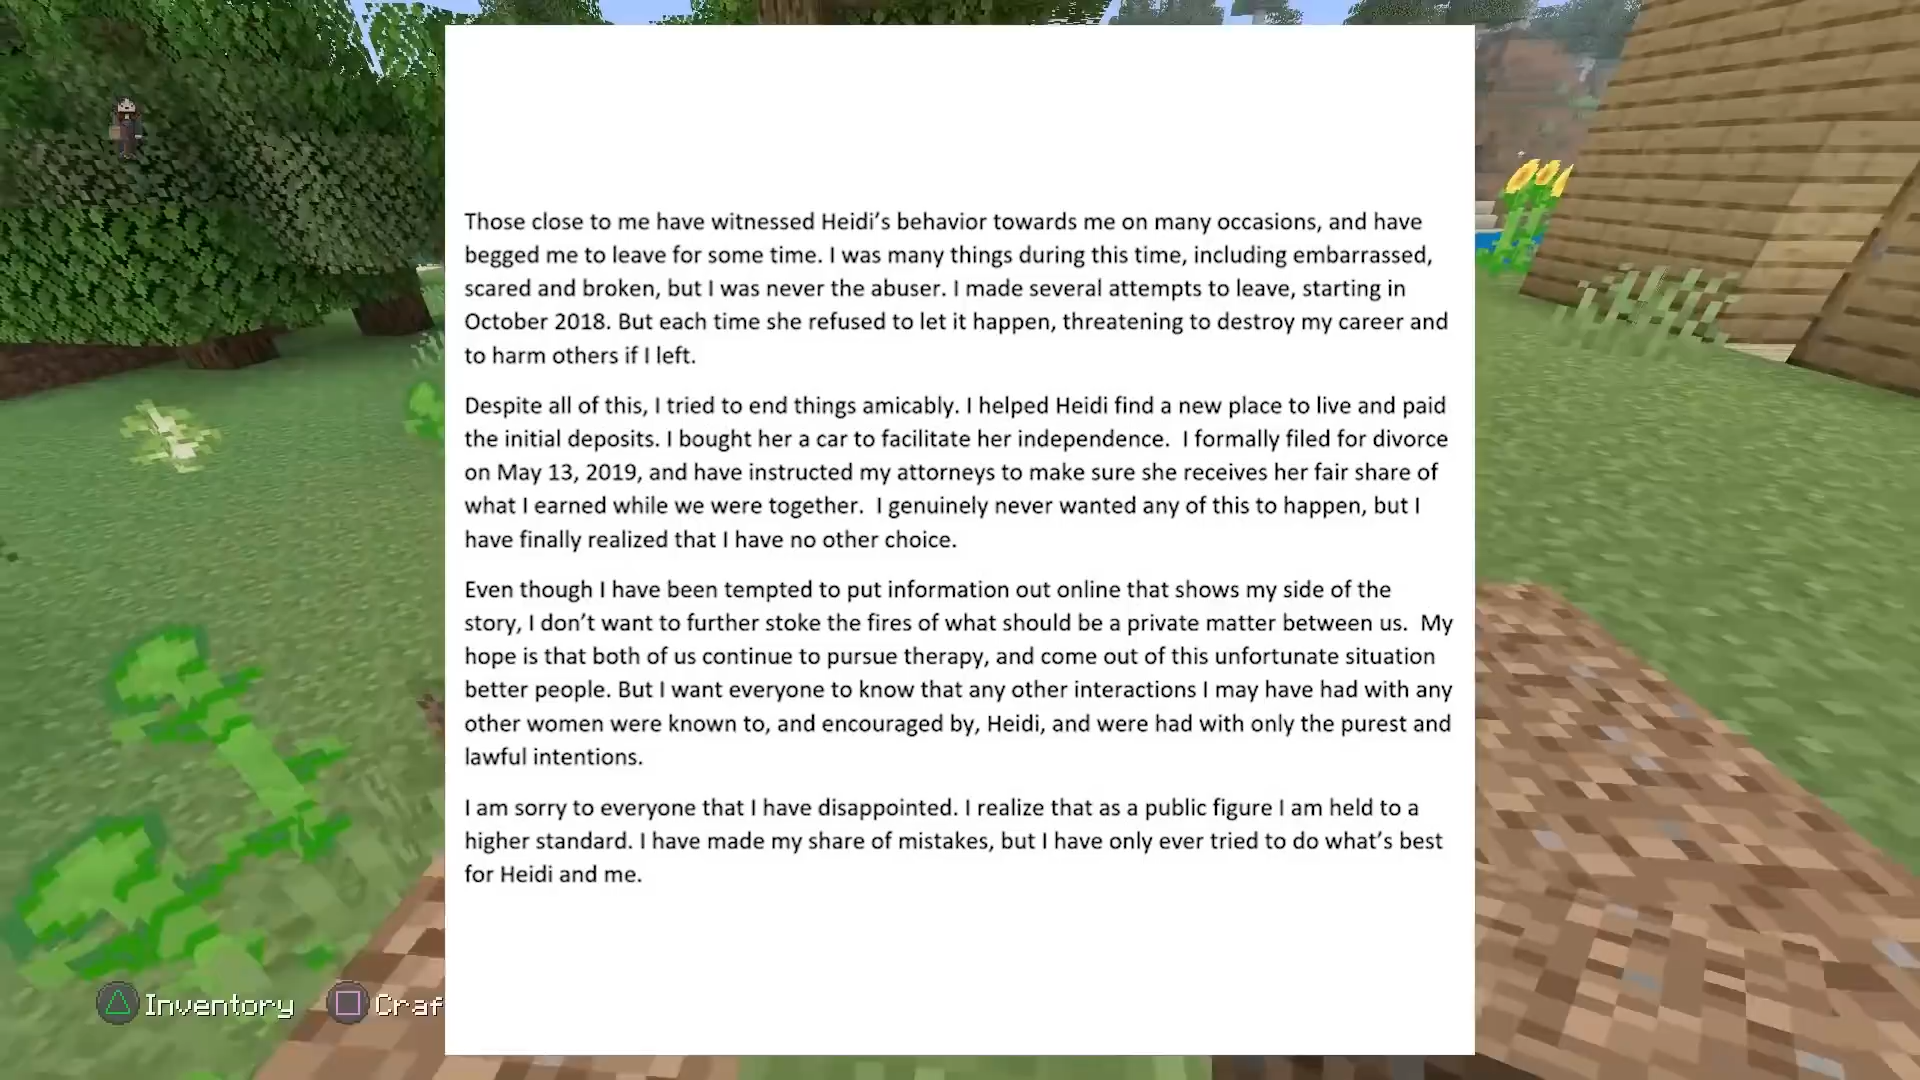 Those close to me have witnessed Heidi’s behavior towards me on many occasions, and have
begged me to leave for some time. I was many things during this time, including embarrassed,
scared and broken, but I was never the abuser. I made several attempts to leave, starting in
October 2018. But each time she refused to let it happen, threatening to destroy my career and
to harm others if I left.
Despite all of this, I tried to end things amicably. I helped Heidi find a new place to live and paid
the initial deposits. I bought her a car to facilitate her independence.  I formally filed for divorce
on May 13, 2019, and have instructed my attorneys to make sure she receives her fair share of
what I earned while we were together.  I genuinely never wanted any of this to happen, but I
have finally realized that I have no other choice.
Even though I have been tempted to put information out online that shows my side of the
story, I don’t want to further stoke the fires of what should be a private matter between us.  My
hope is that both of us continue to pursue therapy, and come out of this unfortunate situation
better people. But I want everyone to know that any other interactions I may have had with any
other women were known to, and encouraged by, Heidi, and were had with only the purest and
lawful intentions.
I am sorry to everyone that I have disappointed. I realize that as a public figure I am held to a
higher standard. I have made my share of mistakes, but I have only ever tried to do what’s best
for Heidi and me.
Inventory Craf